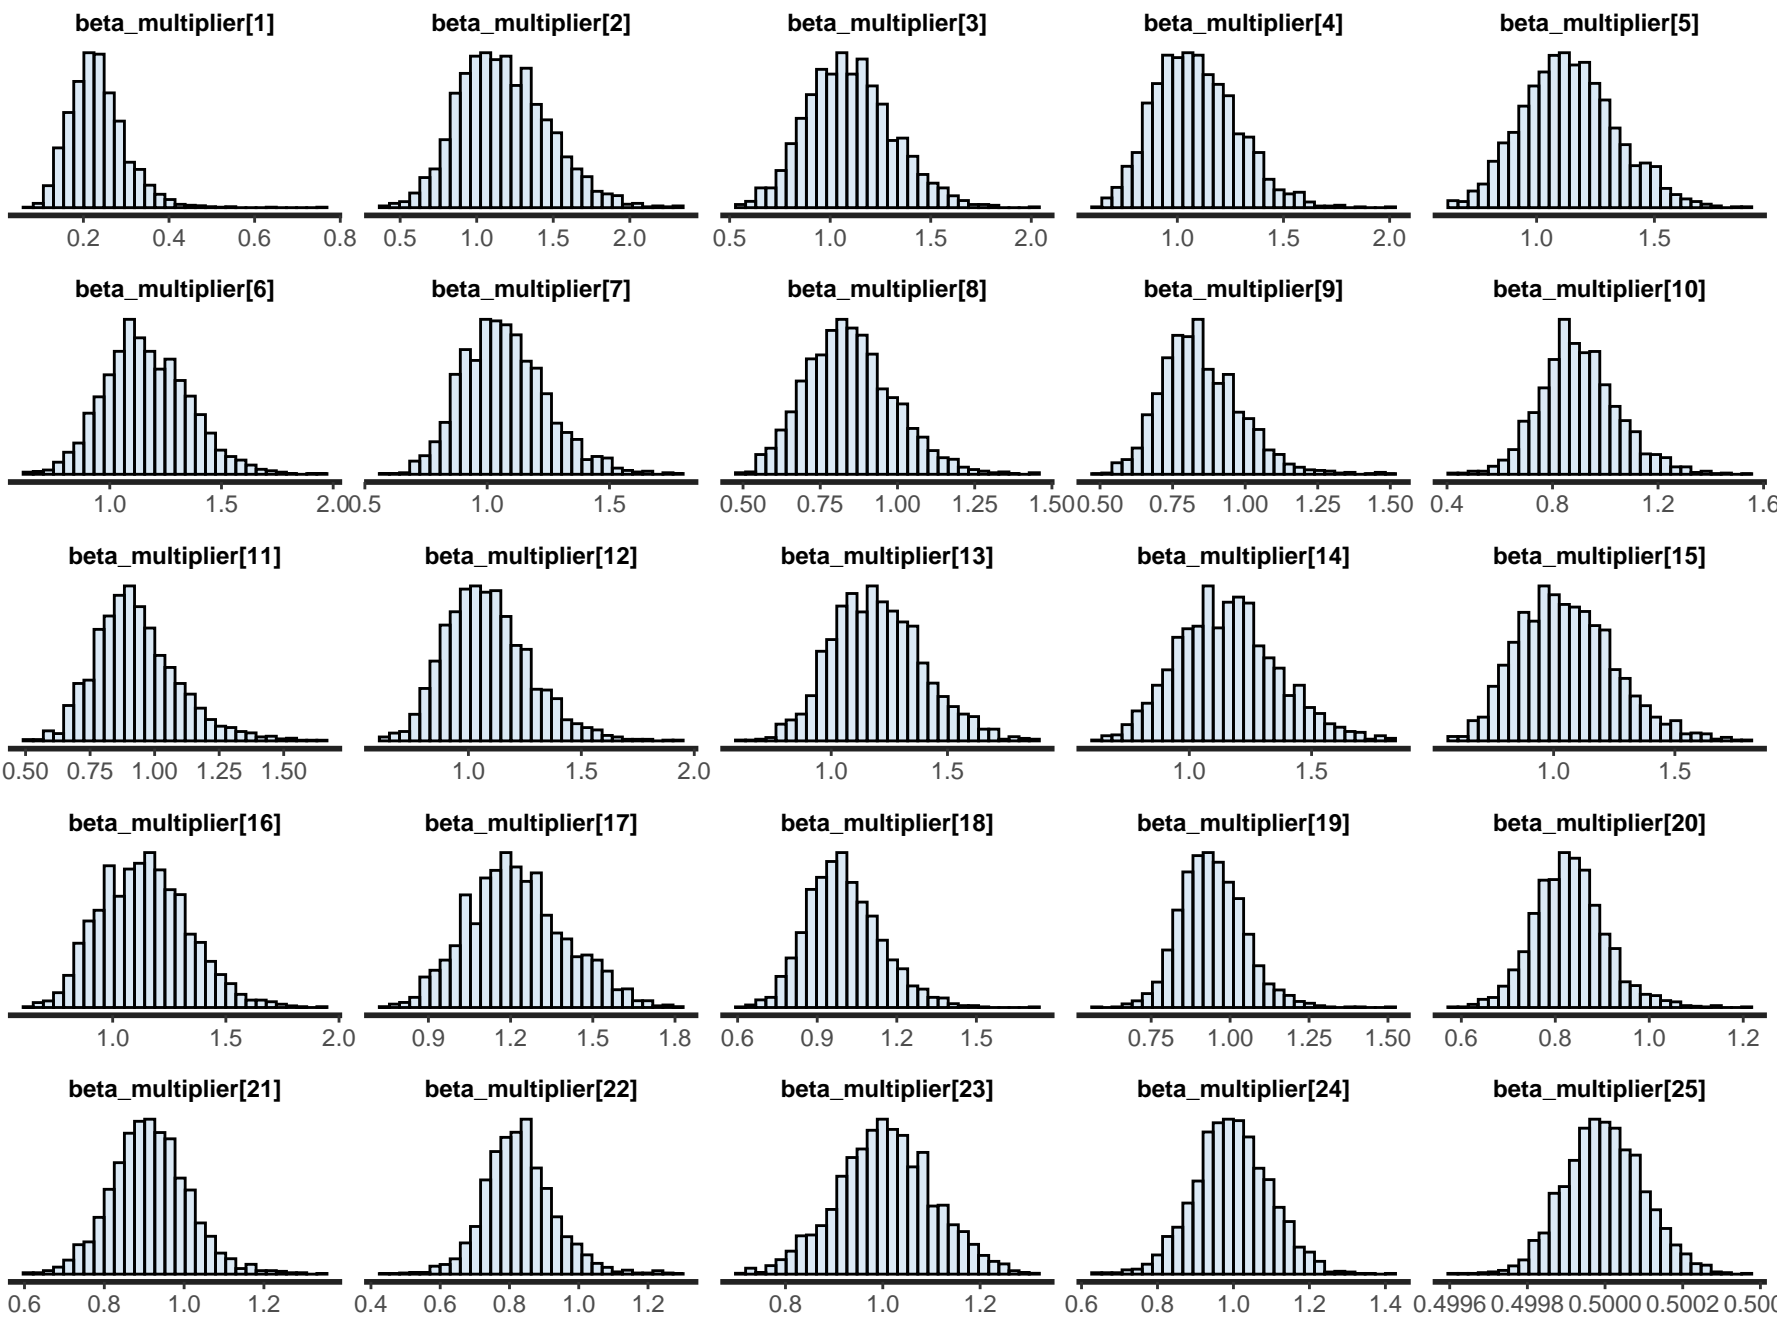 beta_multiplier[1] beta_multiplier[2] beta_multiplier[3] beta_multiplier[4] beta_multiplier[5]
0.2 0.4 0.6 0.8 0.5 1.0 1.5 2.0 0.5 1.0 1.5 2.0 1.0 1.5 2.0 1.0 1.5
beta_multiplier[6] beta_multiplier[7] beta_multiplier[8] beta_multiplier[9] beta_multiplier[10]
1.0 1.5 2.0 0.5 1.0 1.5 0.50 0.75 1.00 1.25 1.50 0.50 0.75 1.00 1.25 1.50 0.4 0.8 1.2 1.6
beta_multiplier[11] beta_multiplier[12] beta_multiplier[13] beta_multiplier[14] beta_multiplier[15]
0.50 0.75 1.00 1.25 1.50 1.0 1.5 2.0 1.0 1.5 1.0 1.5 1.0 1.5
beta_multiplier[16] beta_multiplier[17] beta_multiplier[18] beta_multiplier[19] beta_multiplier[20]
1.0 1.5 2.0 0.9 1.2 1.5 1.8 0.6 0.9 1.2 1.5 0.75 1.00 1.25 1.50 0.6 0.8 1.0 1.2
beta_multiplier[21] beta_multiplier[22] beta_multiplier[23] beta_multiplier[24] beta_multiplier[25]
0.6 0.8 1.0 1.2 0.4 0.6 0.8 1.0 1.2 0.8 1.0 1.2 0.6 0.8 1.0 1.2 1.4 0.4996 0.4998 0.5000 0.5002